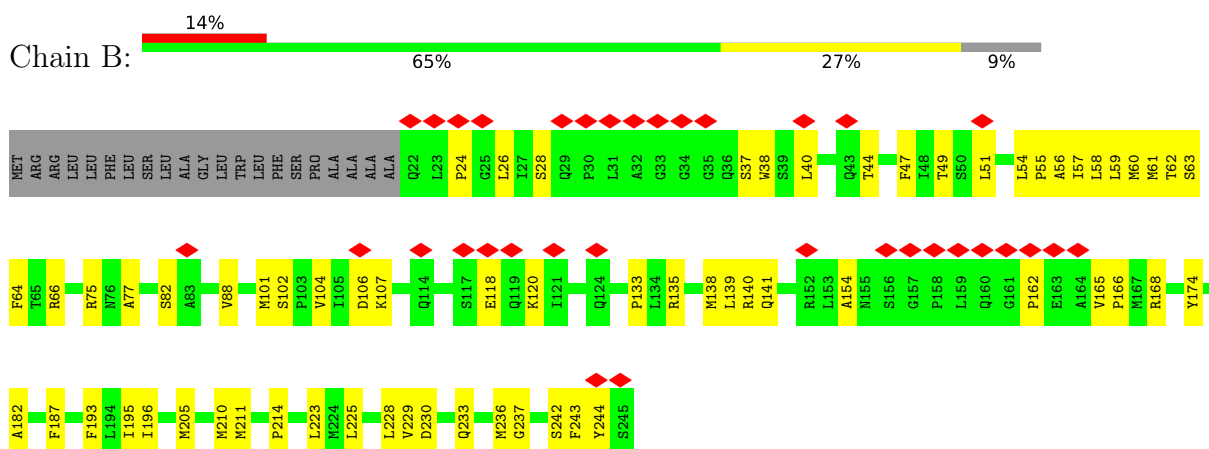 14%
Chain B:
65% 27% 9%
MET ARG ARG LEU LEU PHE LEU SER LEU ALA GLY LEU TRP LEU PHE SER PRO ALA ALA ALA ALA Q22 L23 P24 G25 L26 I27 S28 Q29 P30 L31 A32 G33 G34 G35 Q36 S37 W38 S39 L40 Q43 T44 F47 I48 T49 S50 L51 L54 P55 A56 I57 L58 L59 M60 M61 T62 S63
F64 T65 R66 R75 N76 A77 S82 A83 V88 M101 S102 P103 V104 I105 D106 K107 Q114 S117 E118 Q119 K120 I121 Q124 P133 L134 R135 M138 L139 R140 Q141 R152 L153 A154 N155 S156 G157 P158 L159 Q160 G161 P162 E163 A164 V165 P166 M167 R168 Y174
A182 F187 F193 L194 I195 I196 M205 M210 M211 P214 L223 M224 L225 L228 V229 D230 Q233 M236 G237 S242 F243 Y244 S245